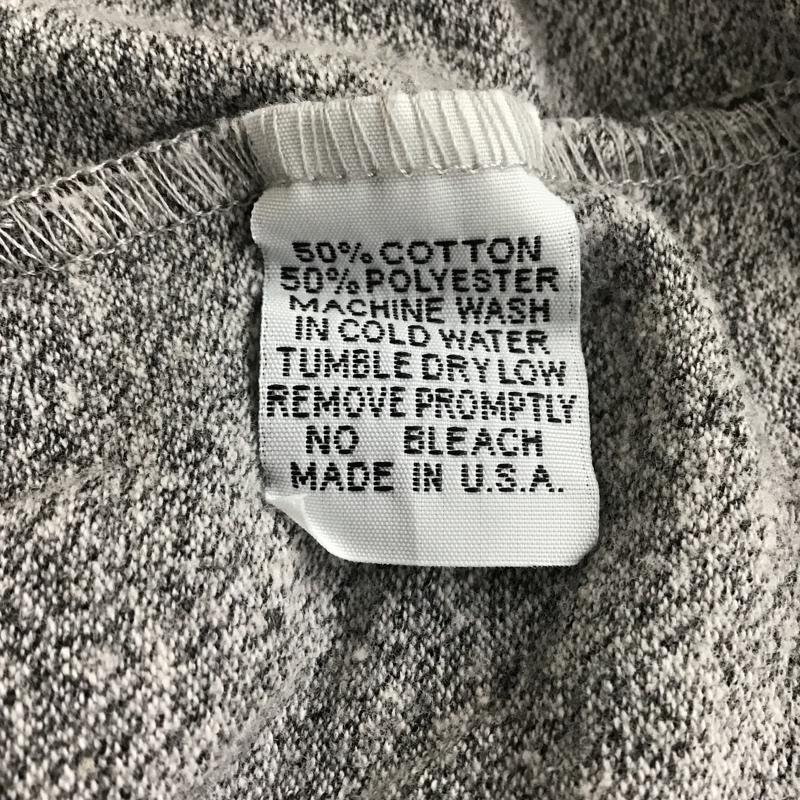 50% COTTON
50% POLYESTER
MACHINE WASH
IN COLD WATER
TUMBLE DRY LOW
REMOVE PROMPTLY
NO BLEACH
MADE IN U.S.A.